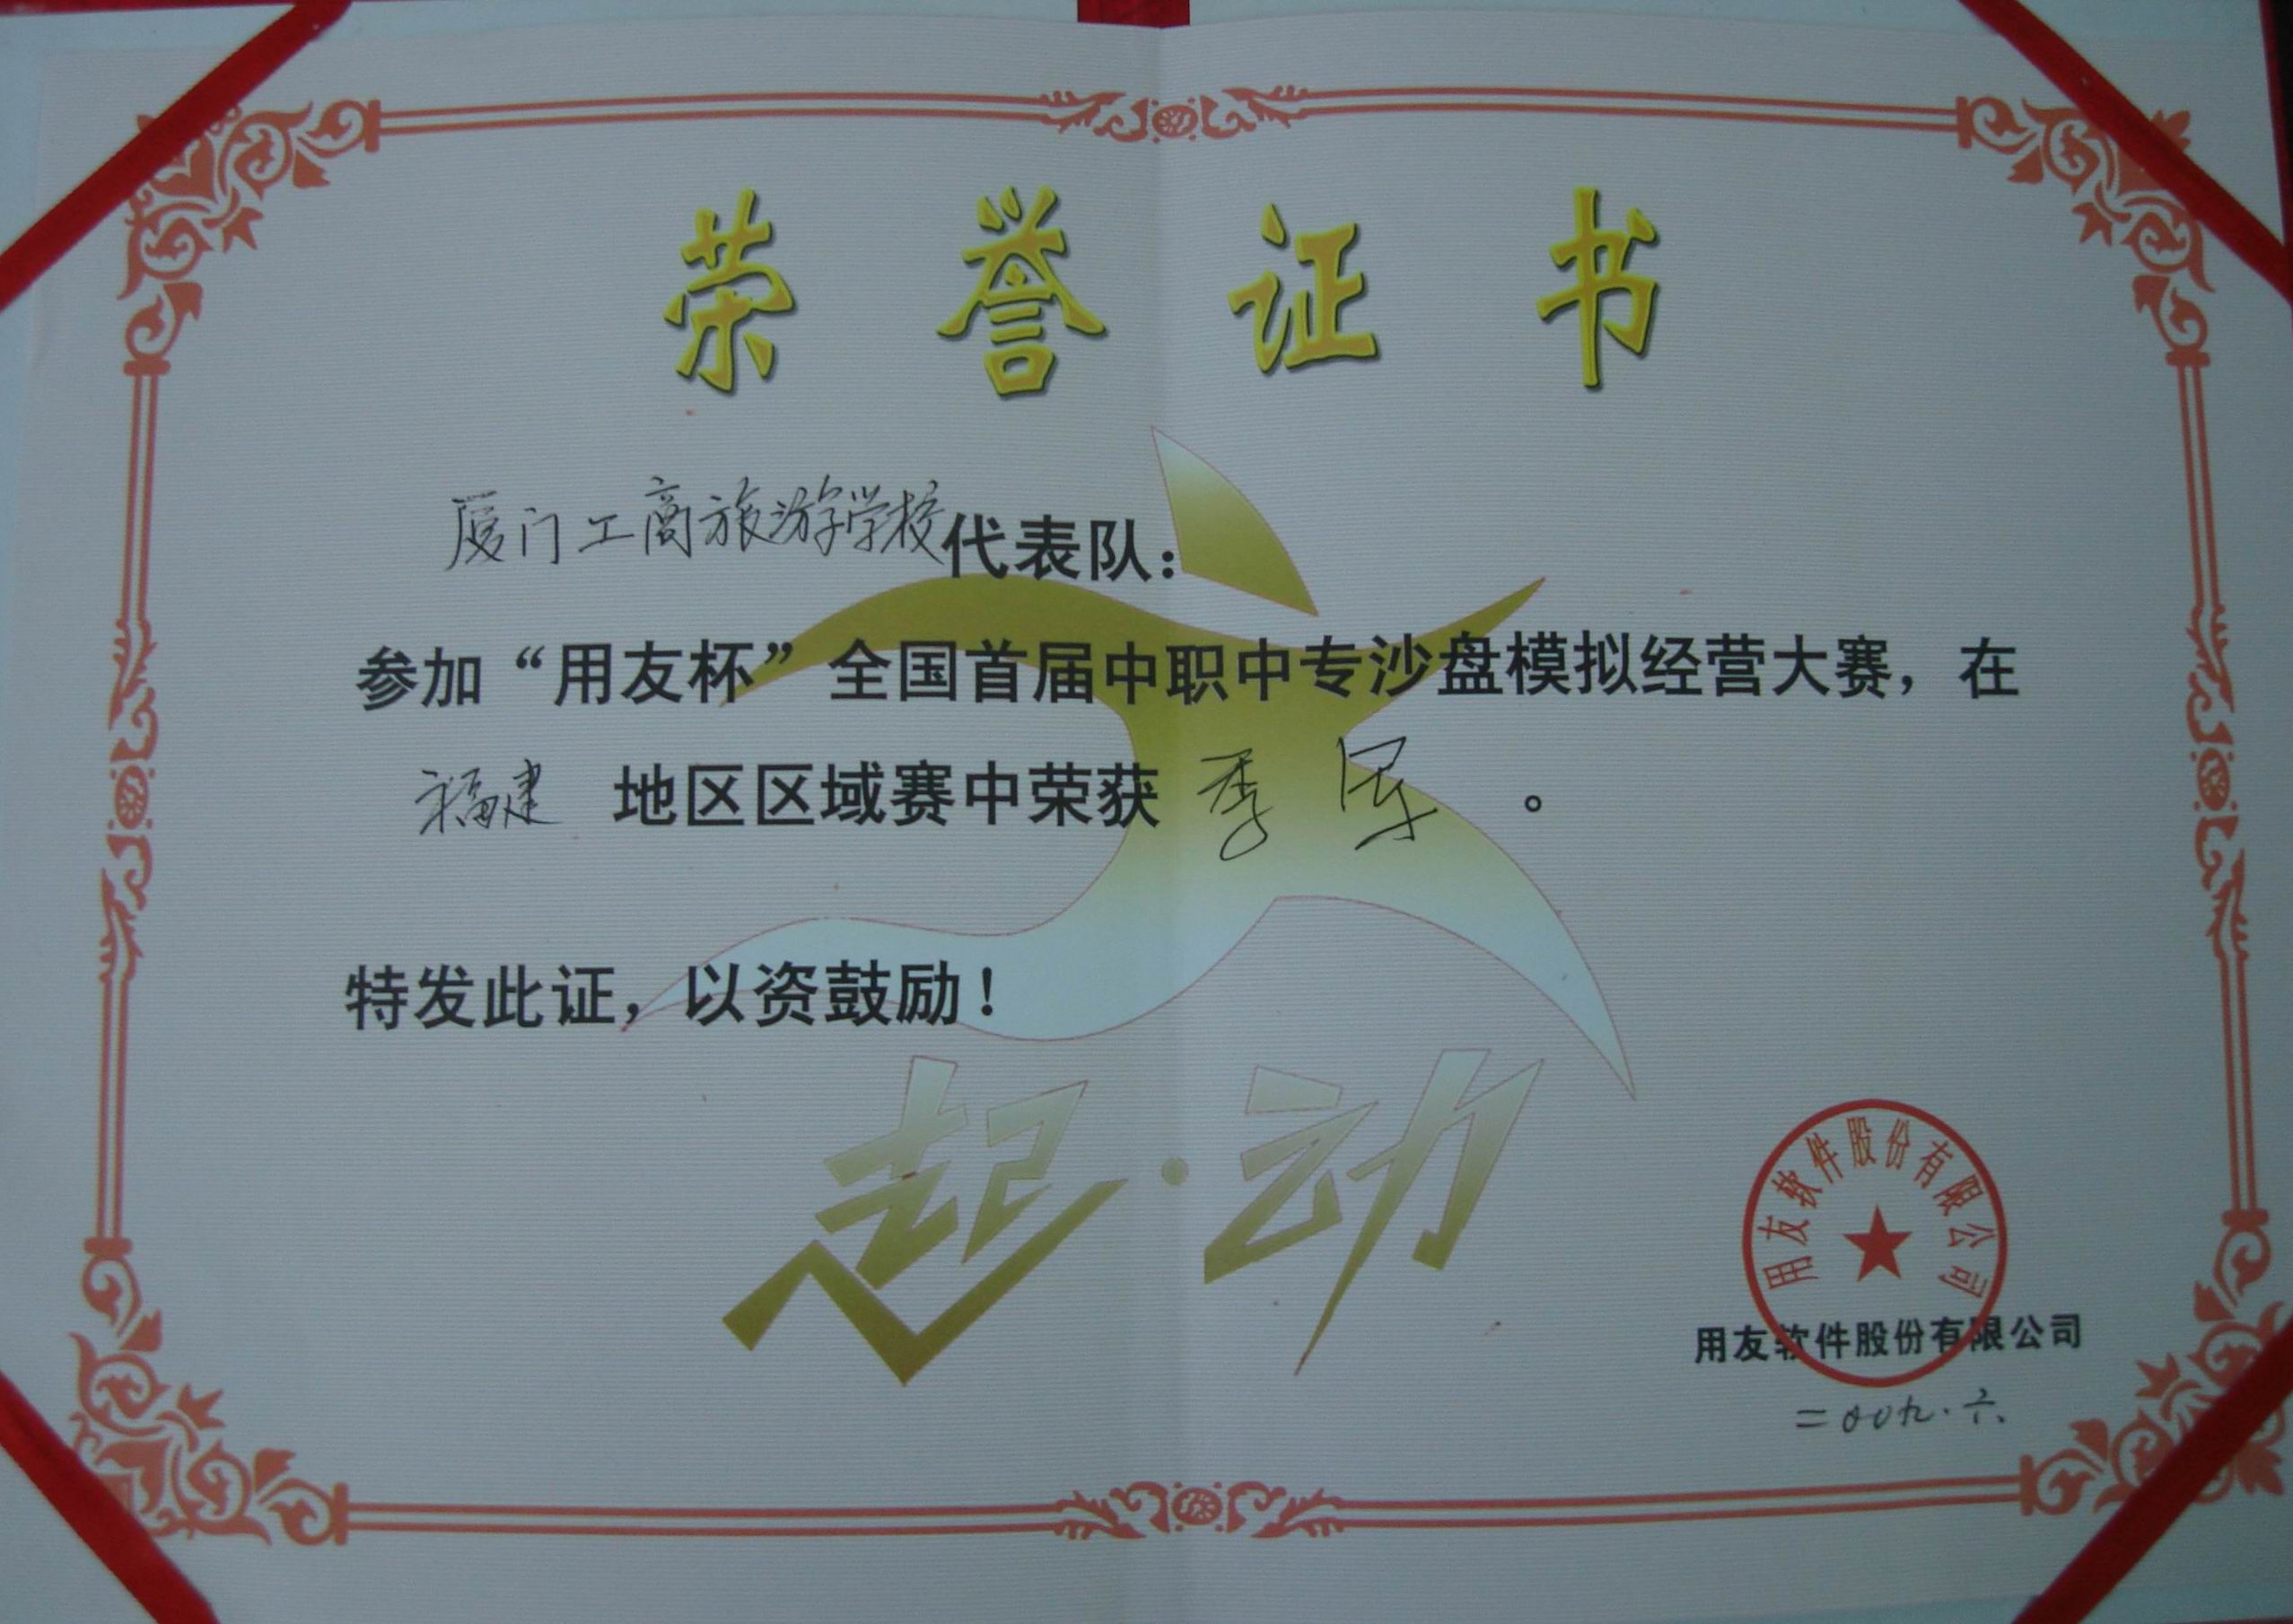 荣誉证书
厦门工商旅游学校代表队：
参加“用友杯”全国首届中职中专沙盘模拟经营大赛，在
福建 地区区域赛中荣获 季军 。
特发此证，以资鼓励！
起·动
用友软件股份有限公司
用友软件股份有限公司
二〇〇九.六.